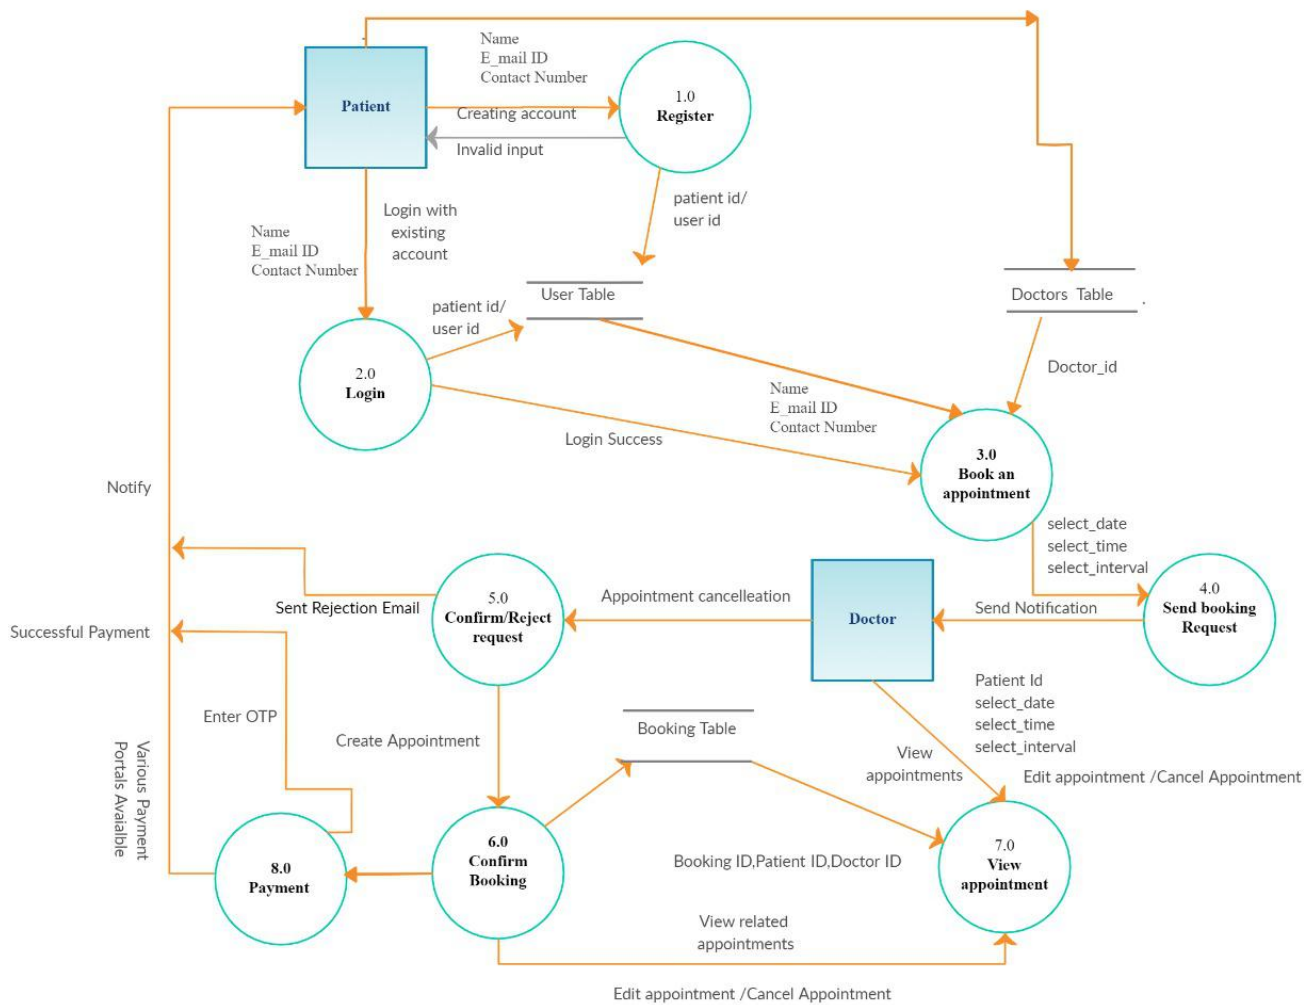 Name
E_mail ID
Contact Number
Patient
Creating account
1.0
Register
Invalid input
patient id/
user id
Login with
existing
account
Name
E_mail ID
Contact Number
User Table
Doctors Table
patient id/
user id
Doctor_id
2.0
Login
Name
E_mail ID
Contact Number
Login Success
3.0
Book an
appointment
Notify
select_date
select_time
select_interval
Sent Rejection Email
5.0
Confirm/Reject
request
Appointment cancelleation
Doctor
Send Notification
4.0
Send booking
Request
Successful Payment
Enter OTP
Create Appointment
Booking Table
Patient Id
select_date
select_time
select_interval
View
appointments
Edit appointment /Cancel Appointment
Various Payment
Portals Avaialble
8.0
Payment
6.0
Confirm
Booking
Booking ID,Patient ID,Doctor ID
7.0
View
appointment
View related
appointments
Edit appointment /Cancel Appointment